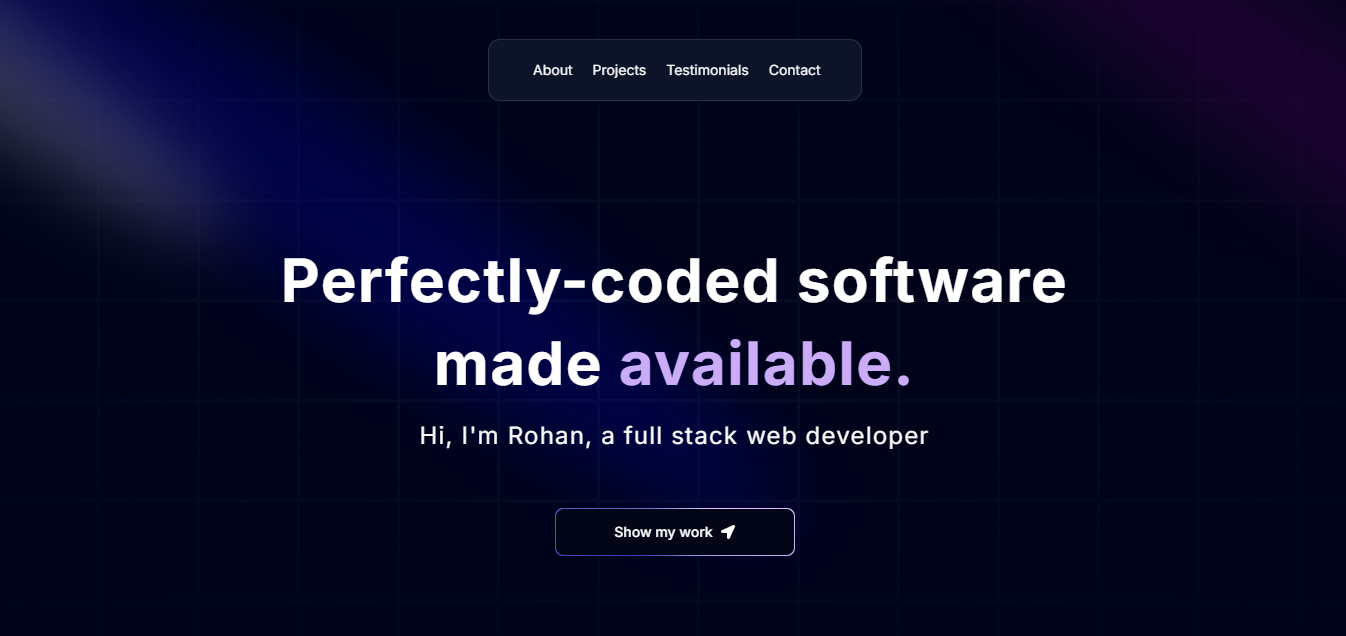 About Projects Testimonials Contact
Perfectly-coded software
made available.
Hi, I'm Rohan, a full stack web developer
Show my work